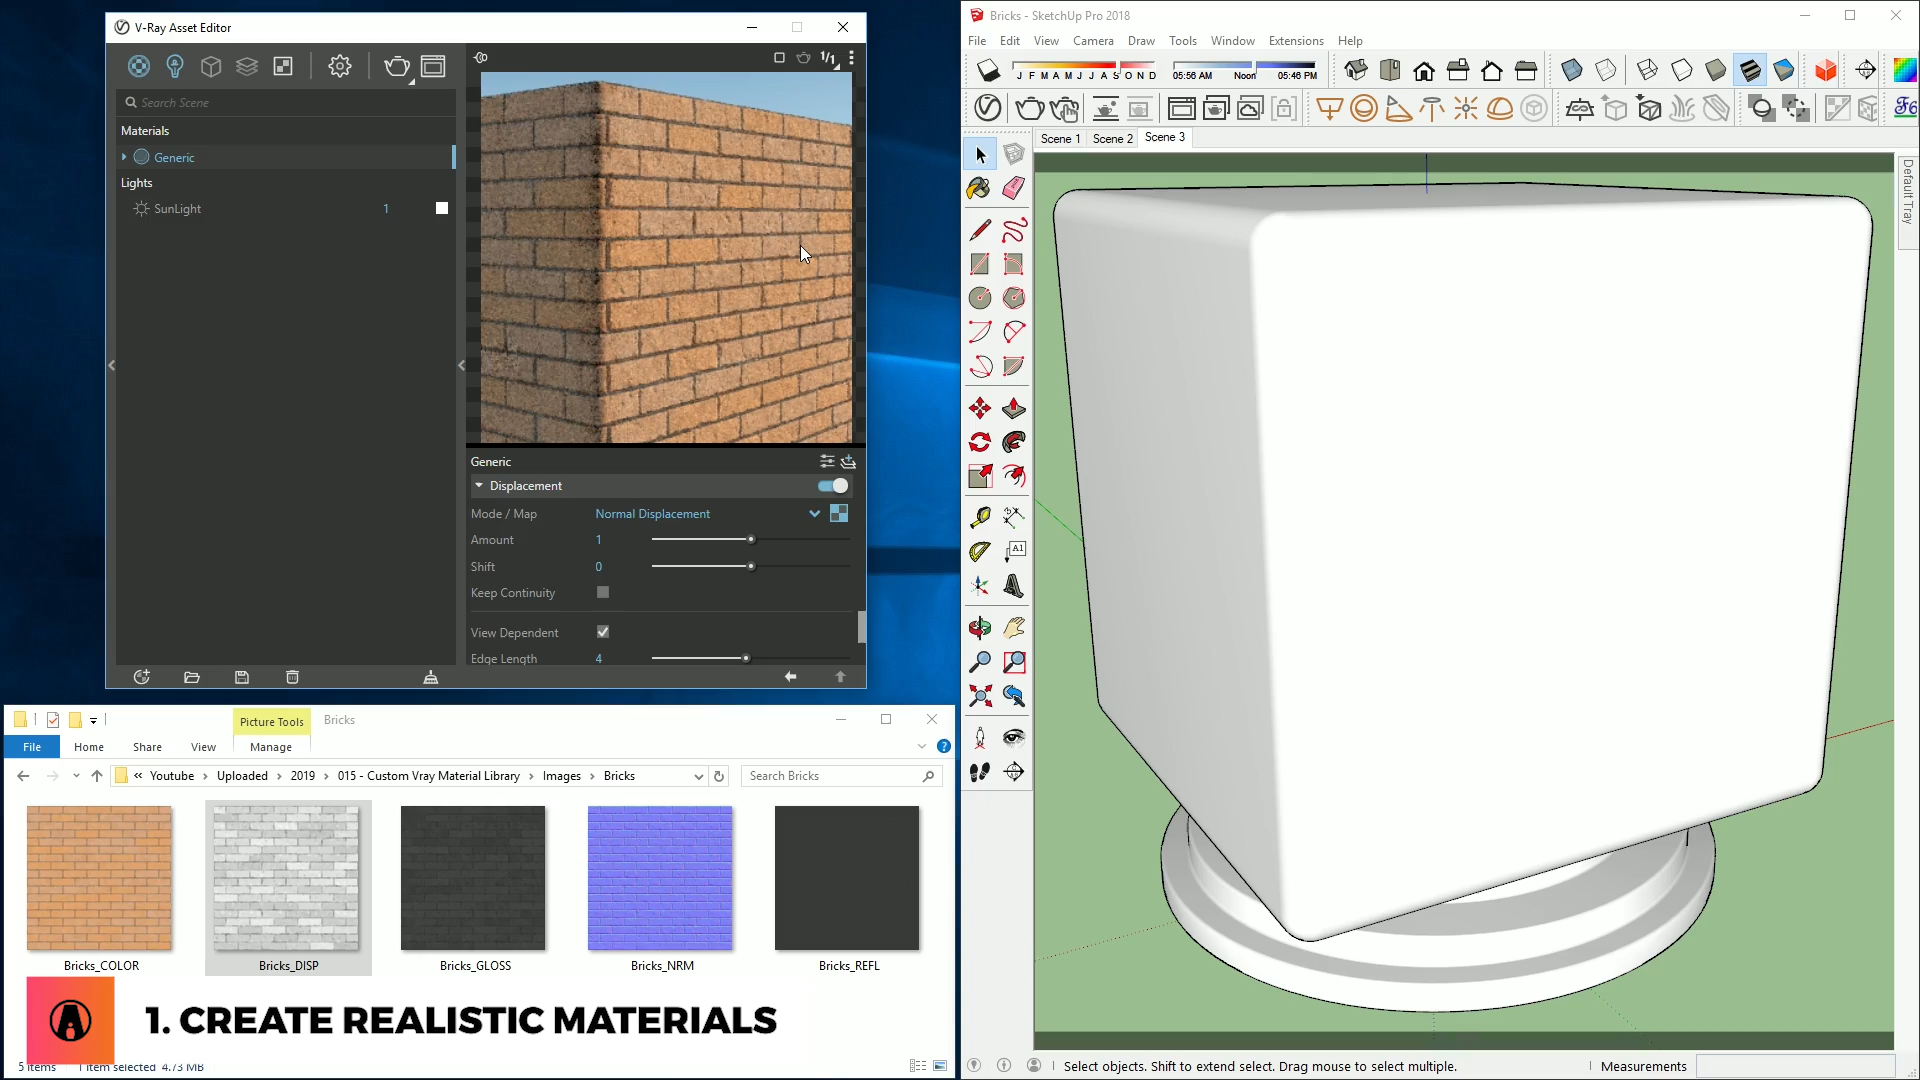 V-Ray Asset Editor
Search Scene
Materials
Generic
Lights
SunLight 1
1/1
Generic
Displacement
Mode / Map Normal Displacement
Amount 1
Shift 0
Keep Continuity
View Dependent
Edge Length 4
Picture Tools Bricks
File Home Share View Manage
« Youtube › Uploaded › 2019 › 015 - Custom Vray Material Library › Images › Bricks
Search Bricks
Bricks_COLOR Bricks_DISP Bricks_GLOSS Bricks_NRM Bricks_REFL
1. CREATE REALISTIC MATERIALS
5 items 1 item selected 4.73 MB
Bricks - SketchUp Pro 2018
File Edit View Camera Draw Tools Window Extensions Help
J F M A M J J A S O N D
05:56 AM Noon 05:46 PM
Scene 1 Scene 2 Scene 3
Default Tray
A1
Select objects. Shift to extend select. Drag mouse to select multiple.
Measurements